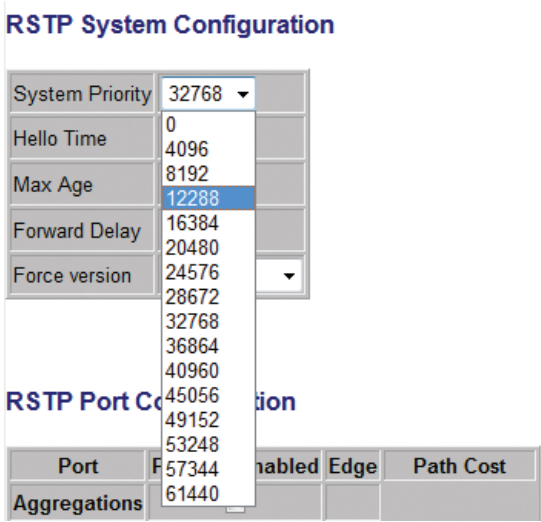 RSTP System Configuration
System Priority 32768
Hello Time
Max Age
Forward Delay
Force version
0
4096
8192
12288
16384
20480
24576
28672
32768
36864
40960
45056
49152
53248
57344
61440
RSTP Port Co tion
Port P nabled Edge Path Cost
Aggregations